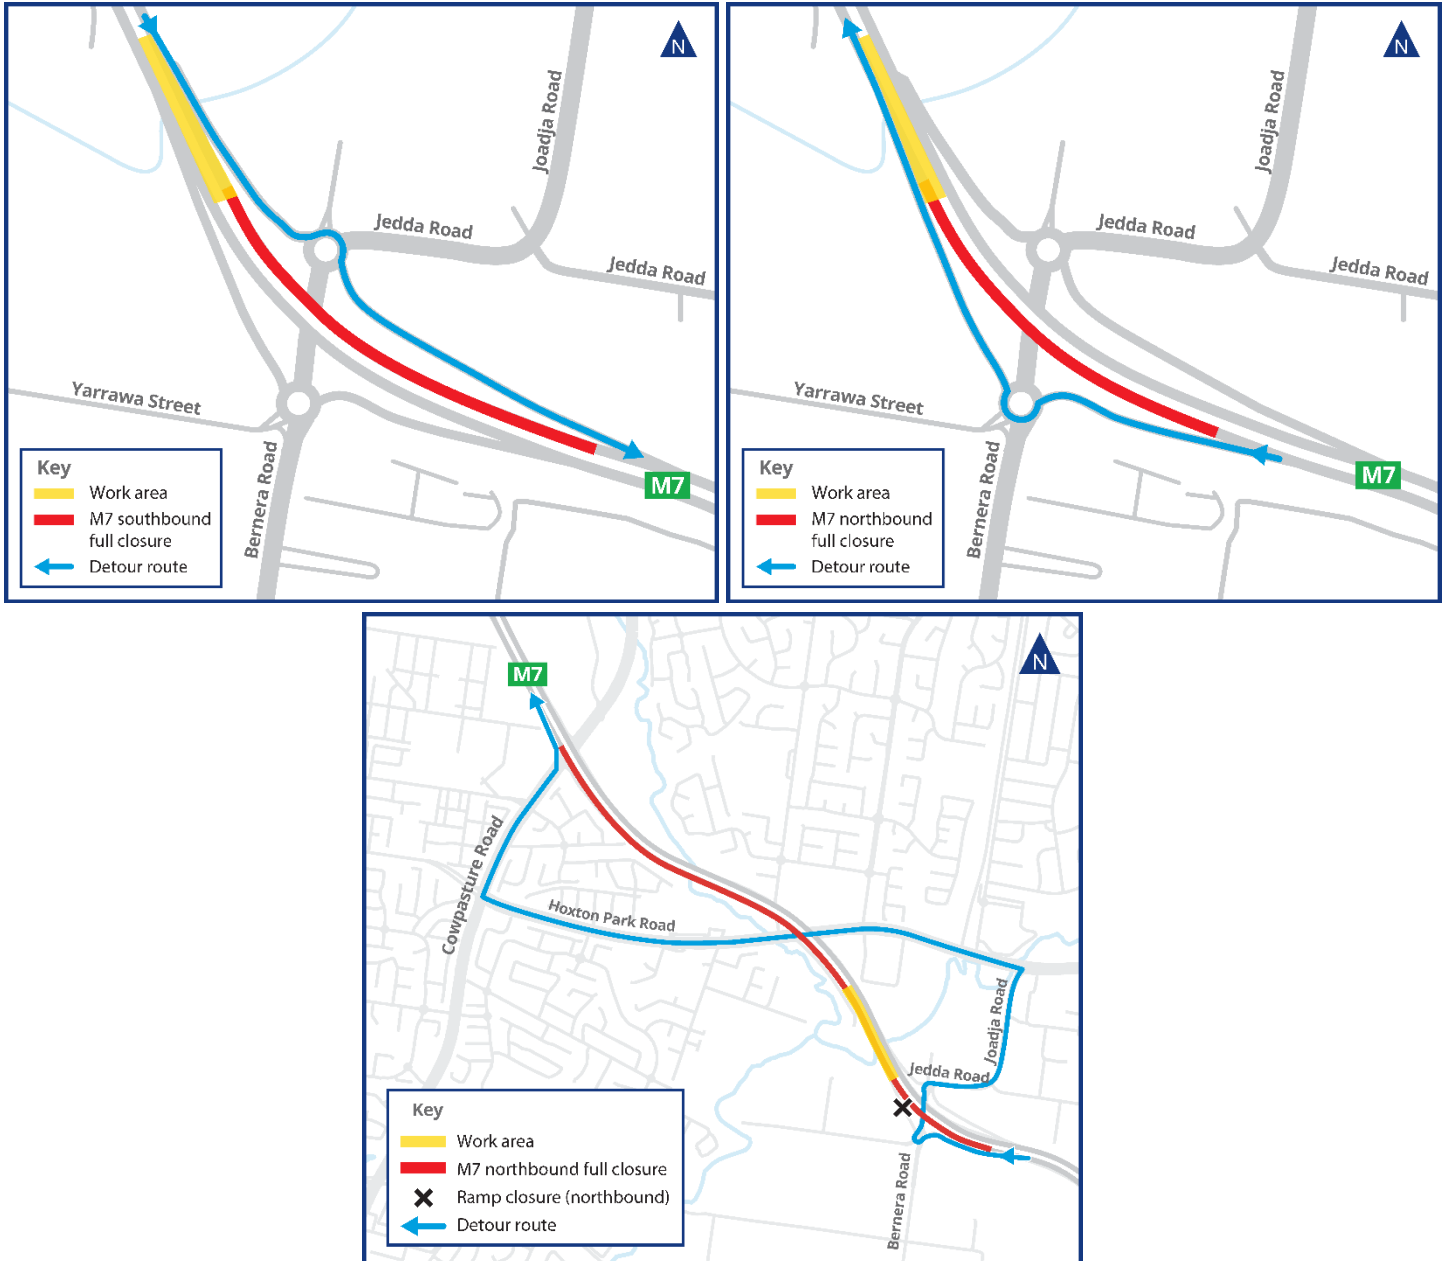 N
Joadja Road
Jedda Road
Jedda Road
Yarrawa Street
Bernera Road
M7
Key
Work area
M7 southbound
full closure
Detour route
N
Joadja Road
Jedda Road
Jedda Road
Yarrawa Street
Bernera Road
M7
Key
Work area
M7 northbound
full closure
Detour route
N
M7
Cowpasture Road
Hoxton Park Road
Joadja Road
Jedda Road
Bernera Road
Key
Work area
M7 northbound full closure
Ramp closure (northbound)
Detour route